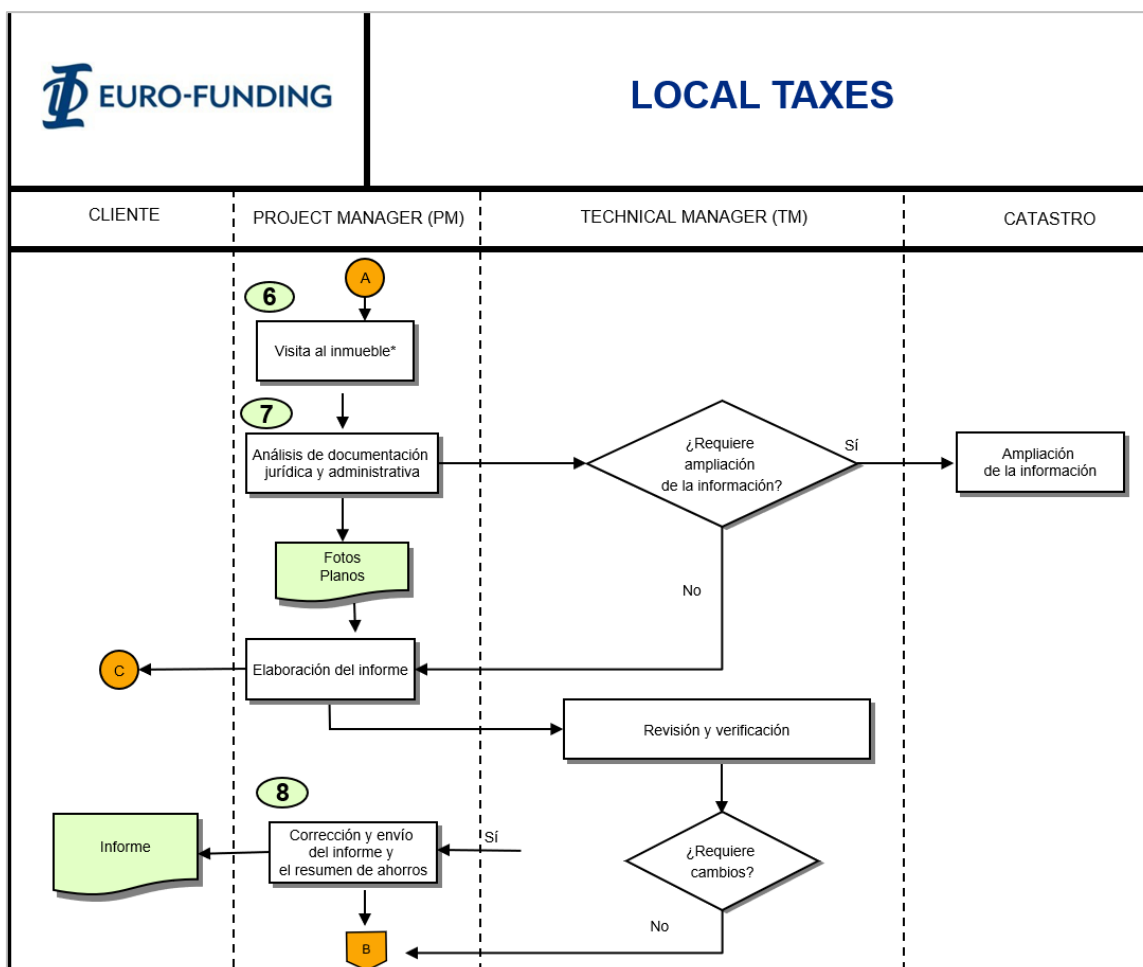 EURO-FUNDING
LOCAL TAXES
CLIENTE
PROJECT MANAGER (PM)
TECHNICAL MANAGER (TM)
CATASTRO
A
6
Visita al inmueble*
7
Análisis de documentación
jurídica y administrativa
¿Requiere
ampliación
de la información?
Sí
Ampliación
de la información
Fotos
Planos
No
C
Elaboración del informe
Revisión y verificación
8
Informe
Corrección y envío
del informe y
el resumen de ahorros
Sí
¿Requiere
cambios?
No
B